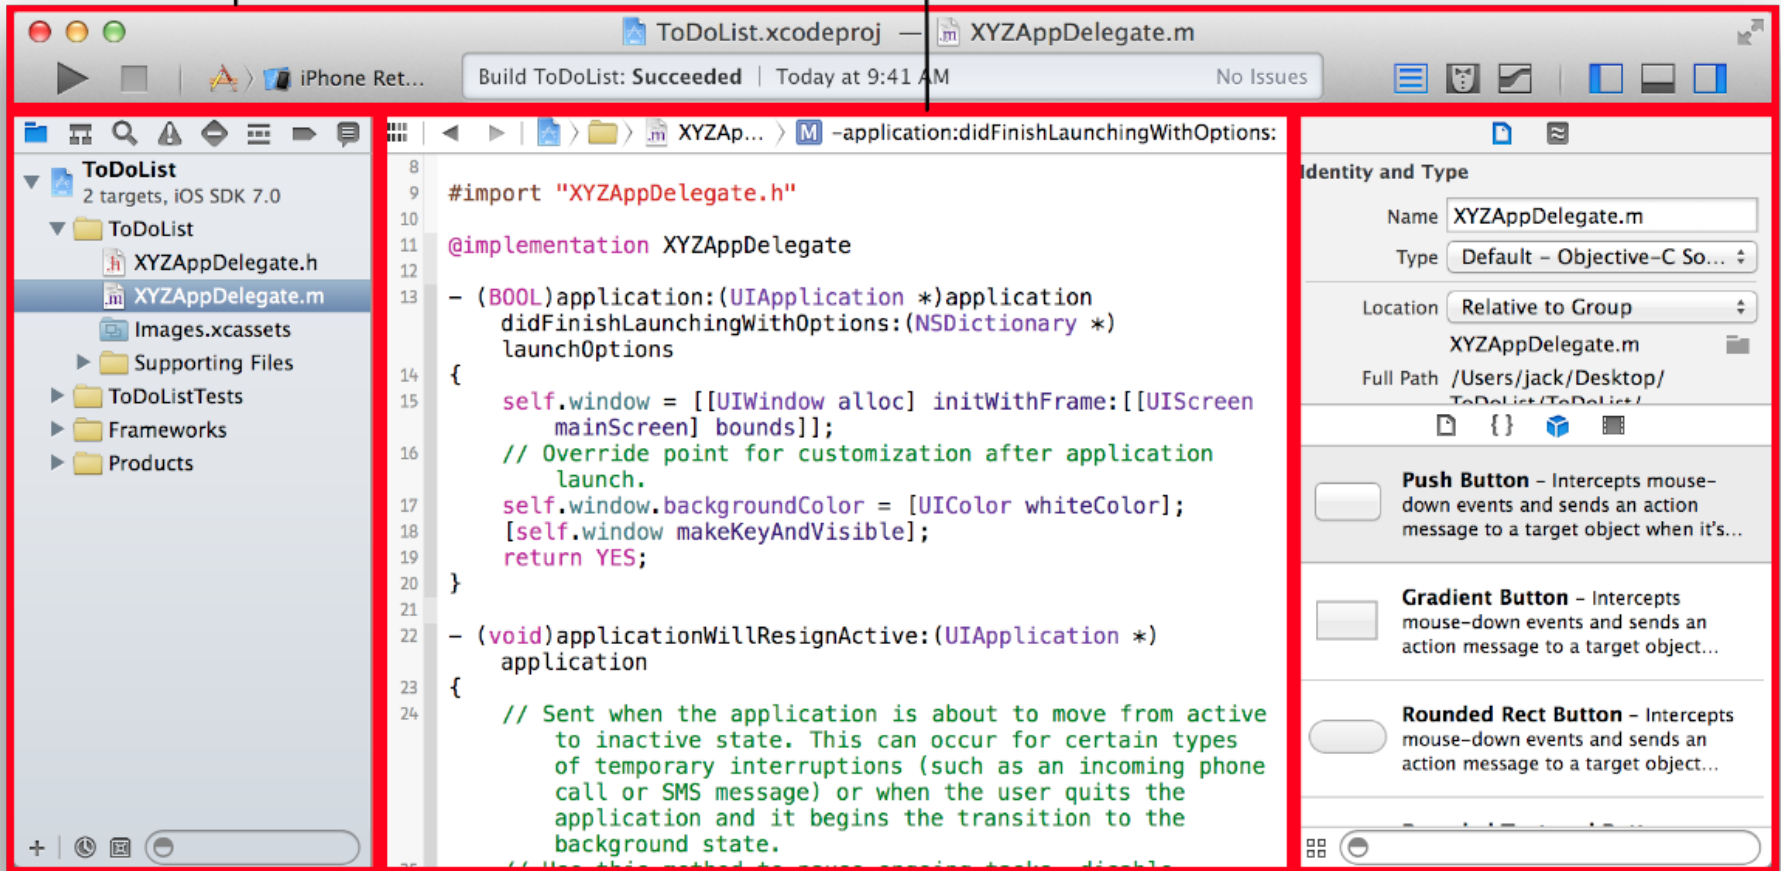 ToDoList.xcodeproj — XYZAppDelegate.m
iPhone Ret...
Build ToDoList: Succeeded | Today at 9:41 AM
No Issues
ToDoList
2 targets, iOS SDK 7.0
ToDoList
XYZAppDelegate.h
XYZAppDelegate.m
Images.xcassets
Supporting Files
ToDoListTests
Frameworks
Products
XYZAp... M -application:didFinishLaunchingWithOptions:
8
9 #import "XYZAppDelegate.h"
10
11 @implementation XYZAppDelegate
12
13 - (BOOL)application:(UIApplication *)application
didFinishLaunchingWithOptions:(NSDictionary *)
launchOptions
14 {
15 self.window = [[UIWindow alloc] initWithFrame:[[UIScreen
mainScreen] bounds]];
16 // Override point for customization after application
launch.
17 self.window.backgroundColor = [UIColor whiteColor];
18 [self.window makeKeyAndVisible];
19 return YES;
20 }
21
22 - (void)applicationWillResignActive:(UIApplication *)
application
23 {
24 // Sent when the application is about to move from active
to inactive state. This can occur for certain types
of temporary interruptions (such as an incoming phone
call or SMS message) or when the user quits the
application and it begins the transition to the
background state.
// Use this method to pause ongoing tasks, disable
Identity and Type
Name XYZAppDelegate.m
Type Default - Objective-C So...
Location Relative to Group
XYZAppDelegate.m
Full Path /Users/jack/Desktop/
ToDoList/ToDoList/
{ }
Push Button - Intercepts mouse-
down events and sends an action
message to a target object when it's...
Gradient Button - Intercepts
mouse-down events and sends an
action message to a target object...
Rounded Rect Button - Intercepts
mouse-down events and sends an
action message to a target object...